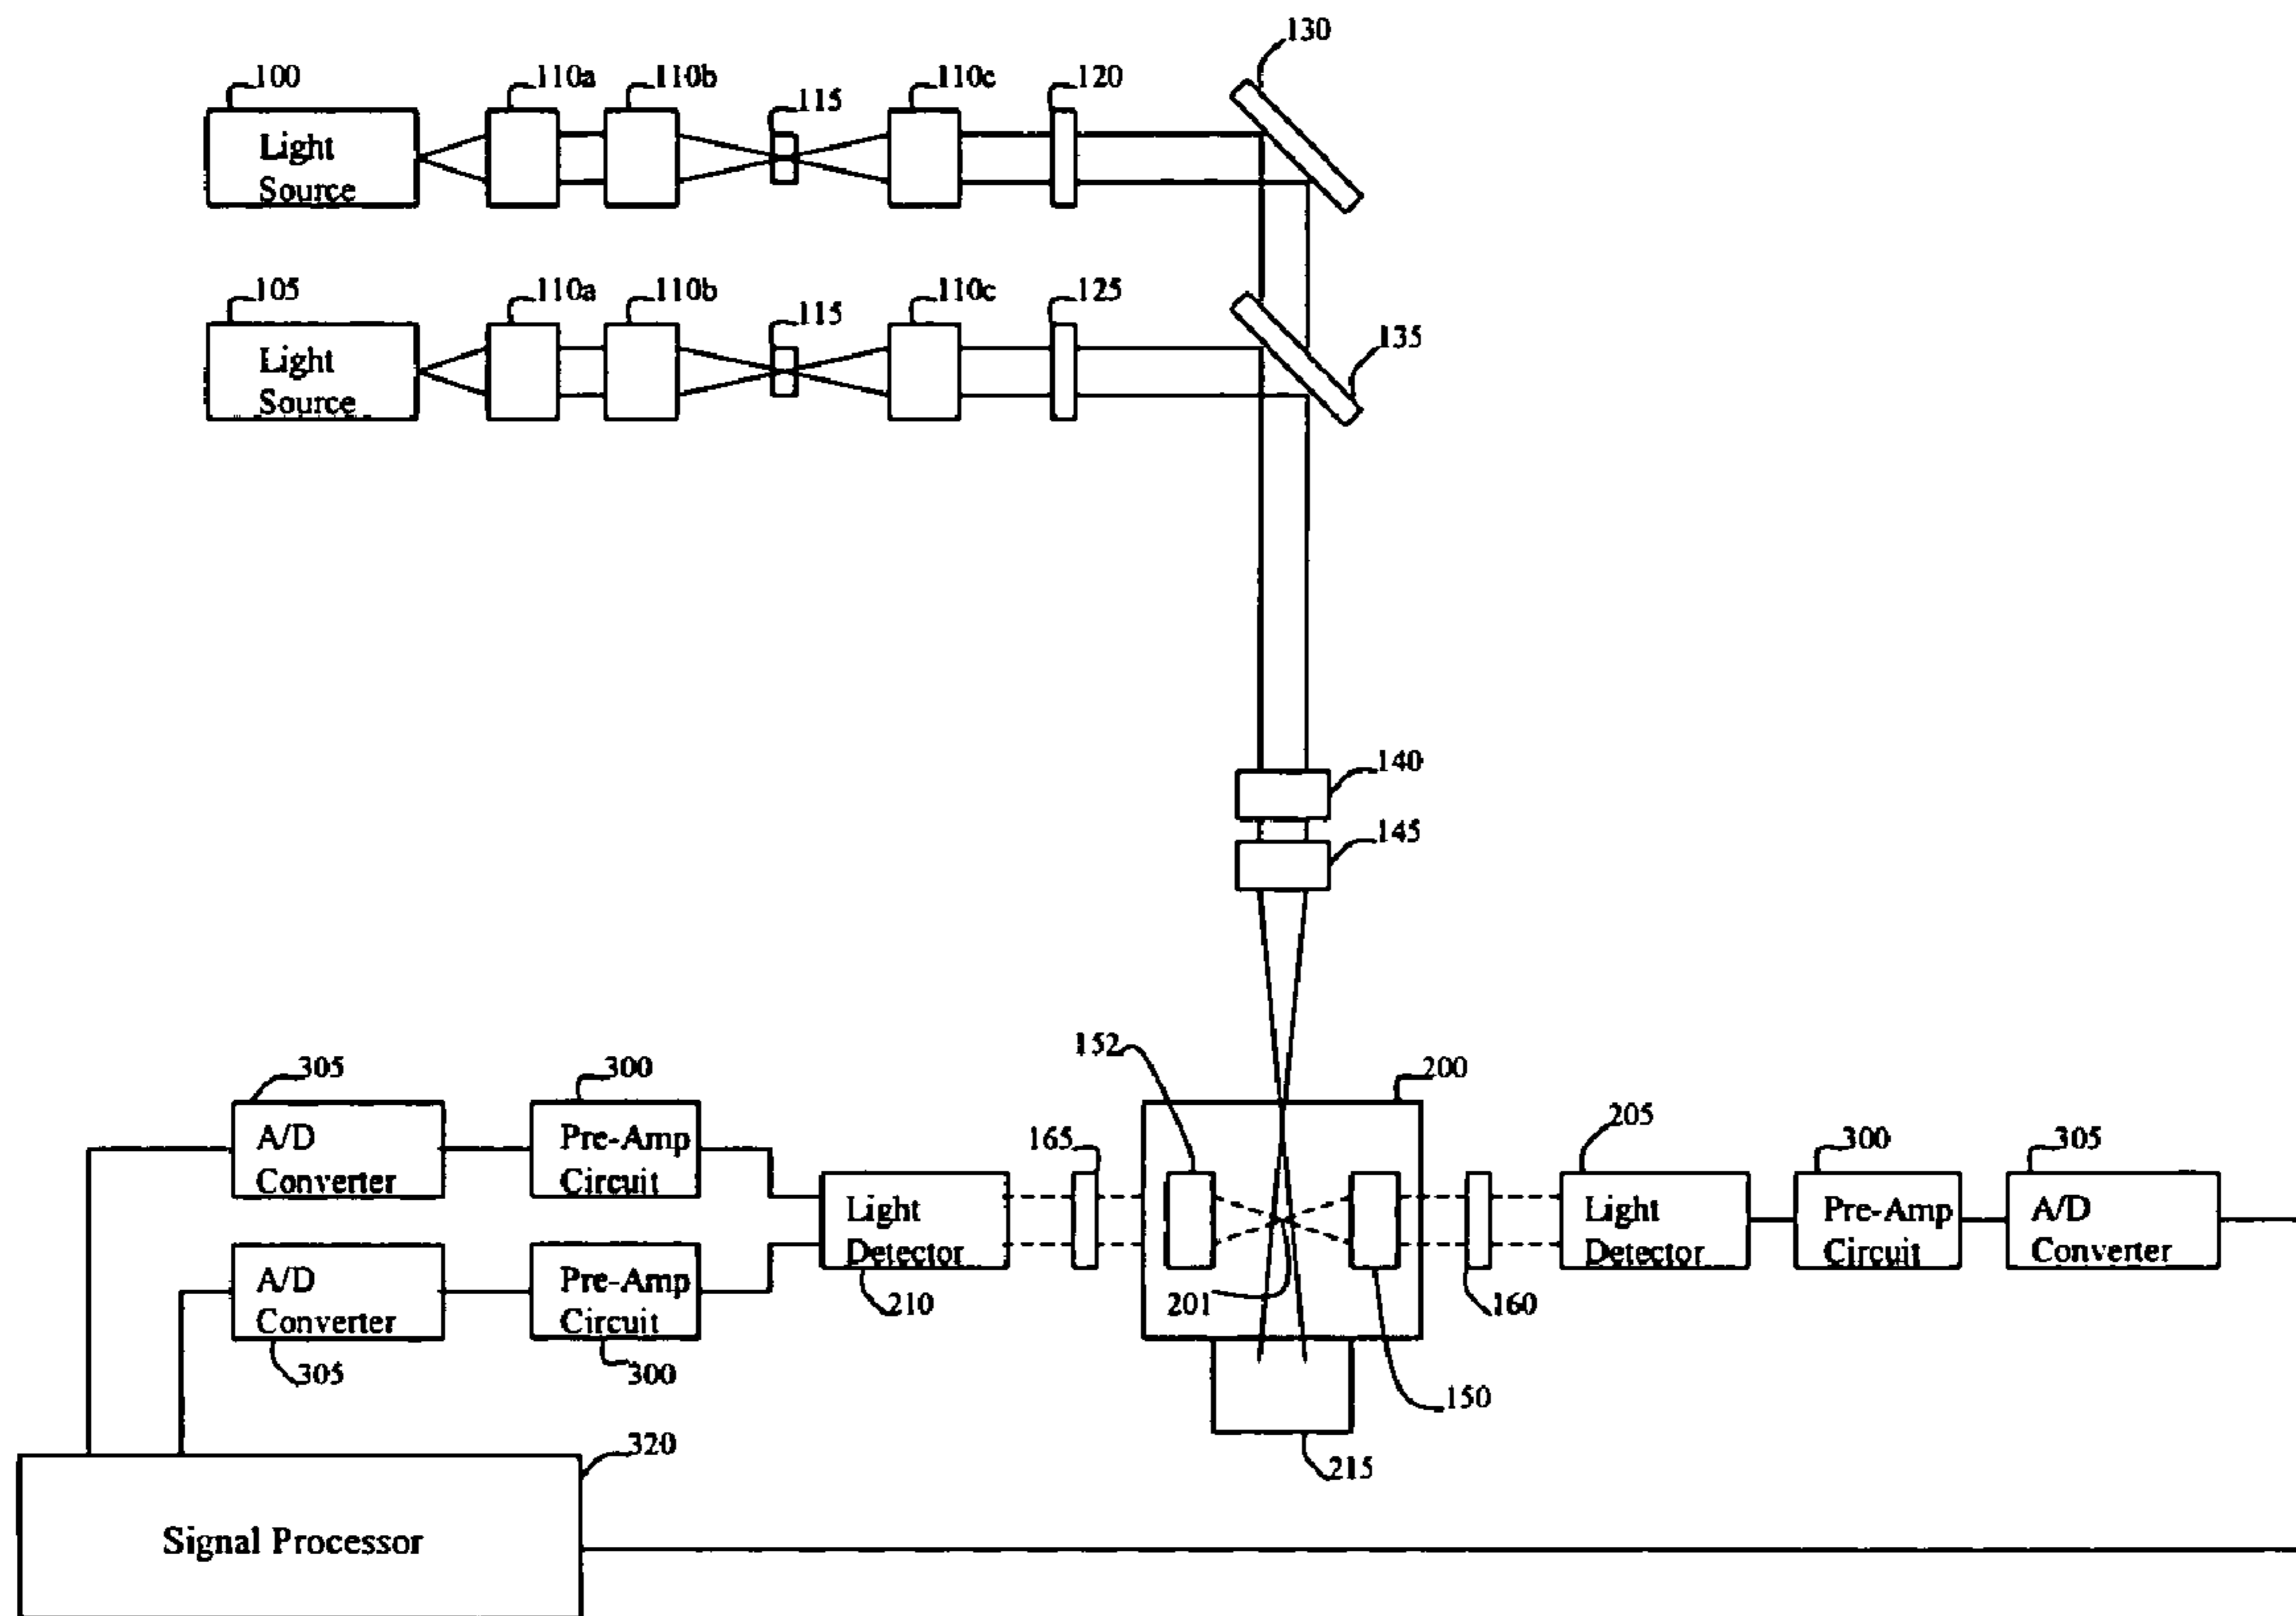 130
100
110a
110b
115
110c
120
Light
Source
105
110a
110b
115
110c
125
135
Light
Source
140
145
152
200
305
300
205
300
305
165
A/D
Converter
Pre-Amp
Circuit
Light
Detector
Light
Detector
Pre-Amp
Circuit
A/D
Converter
A/D
Converter
Pre-Amp
Circuit
210
201
160
305
300
150
320
215
Signal Processor